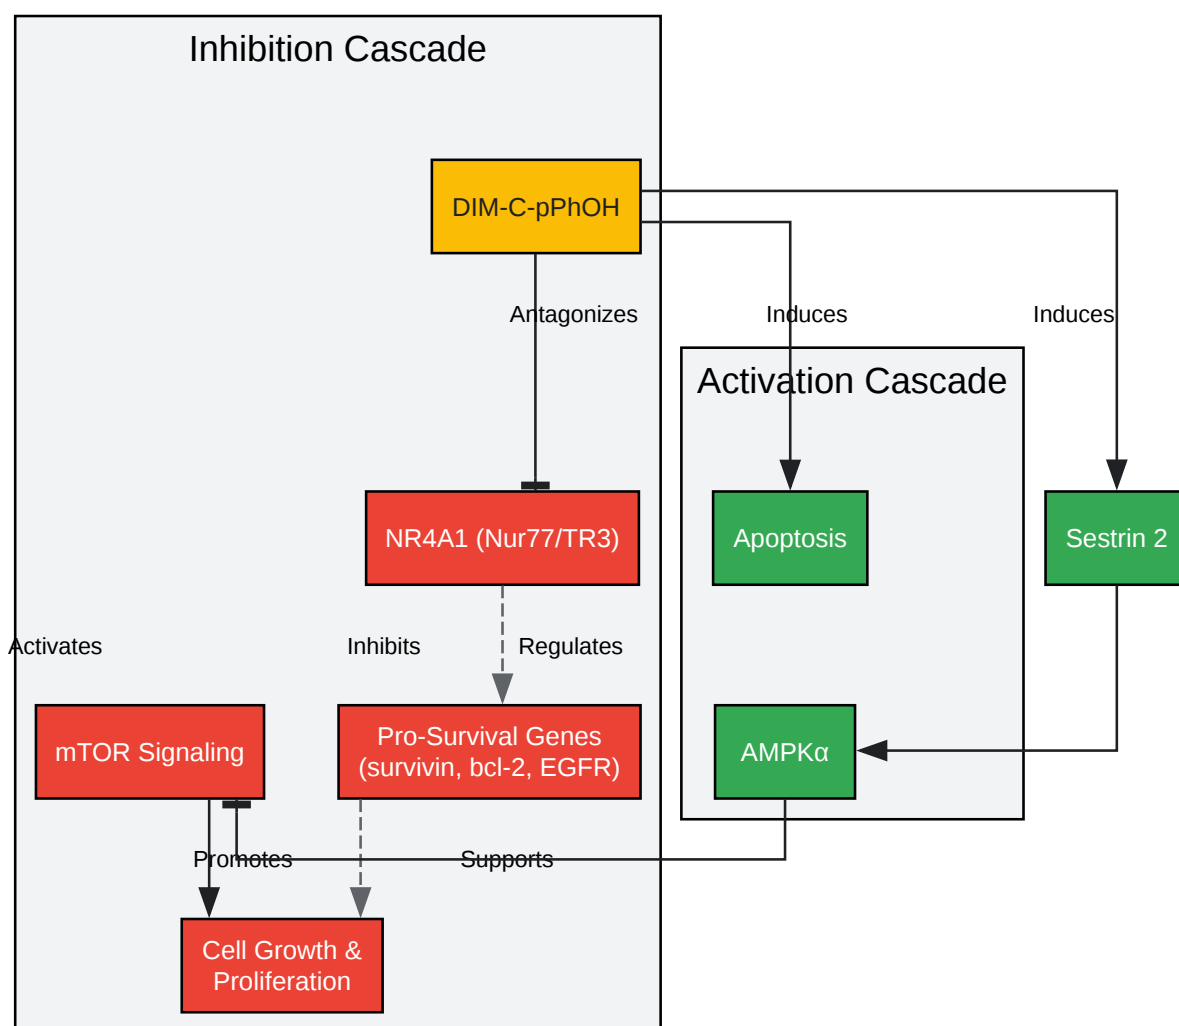 Inhibition Cascade
DIM-C-pPhOH
Antagonizes
Induces
Induces
Activation Cascade
NR4A1 (Nur77/TR3)
Apoptosis
Sestrin 2
Activates
Inhibits
Regulates
mTOR Signaling
Pro-Survival Genes
(survivin, bcl-2, EGFR)
AMPKα
Promotes
Supports
Cell Growth &
Proliferation